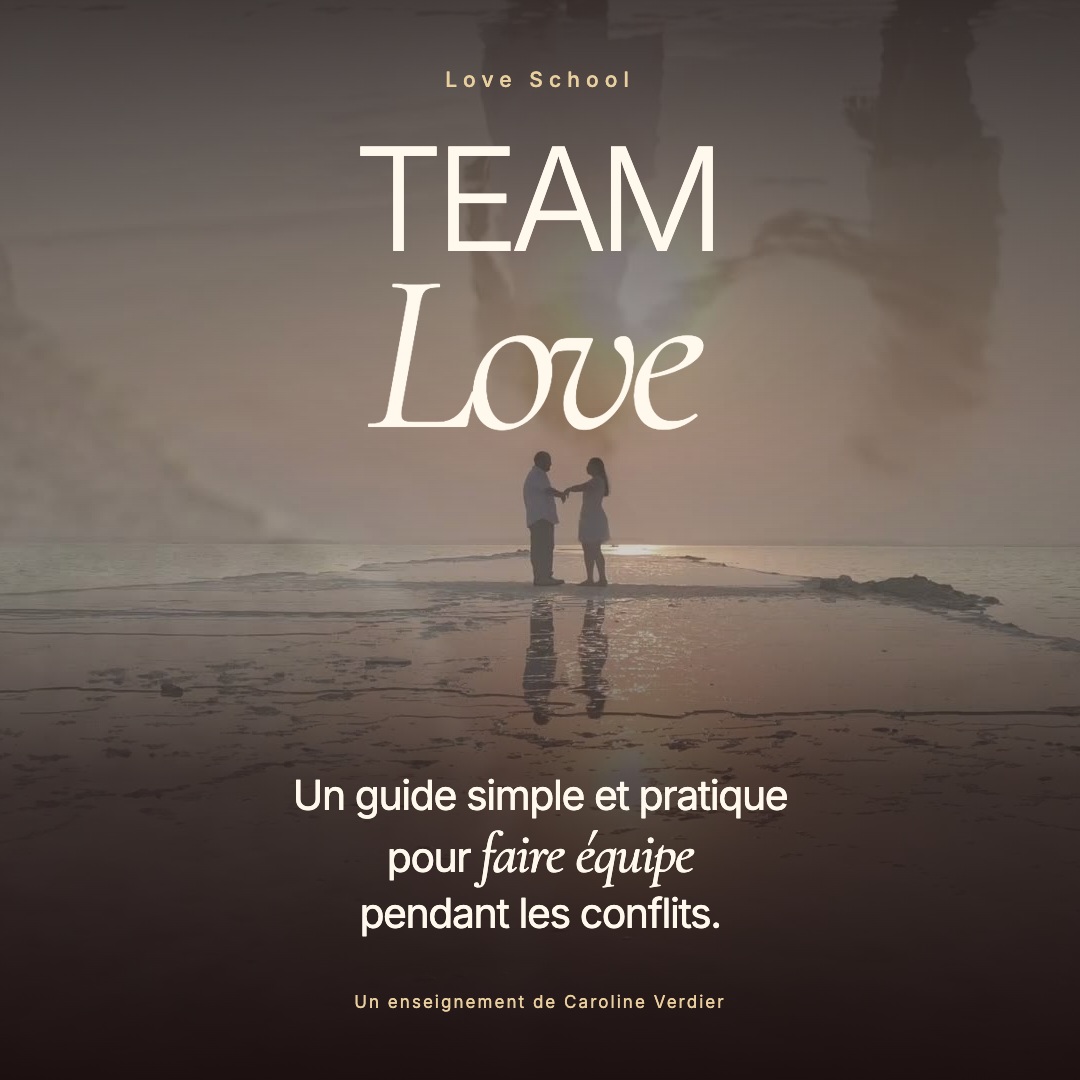 Love School
TEAM
Love
Un guide simple et pratique
pour faire équipe
pendant les conflits.
Un enseignement de Caroline Verdier